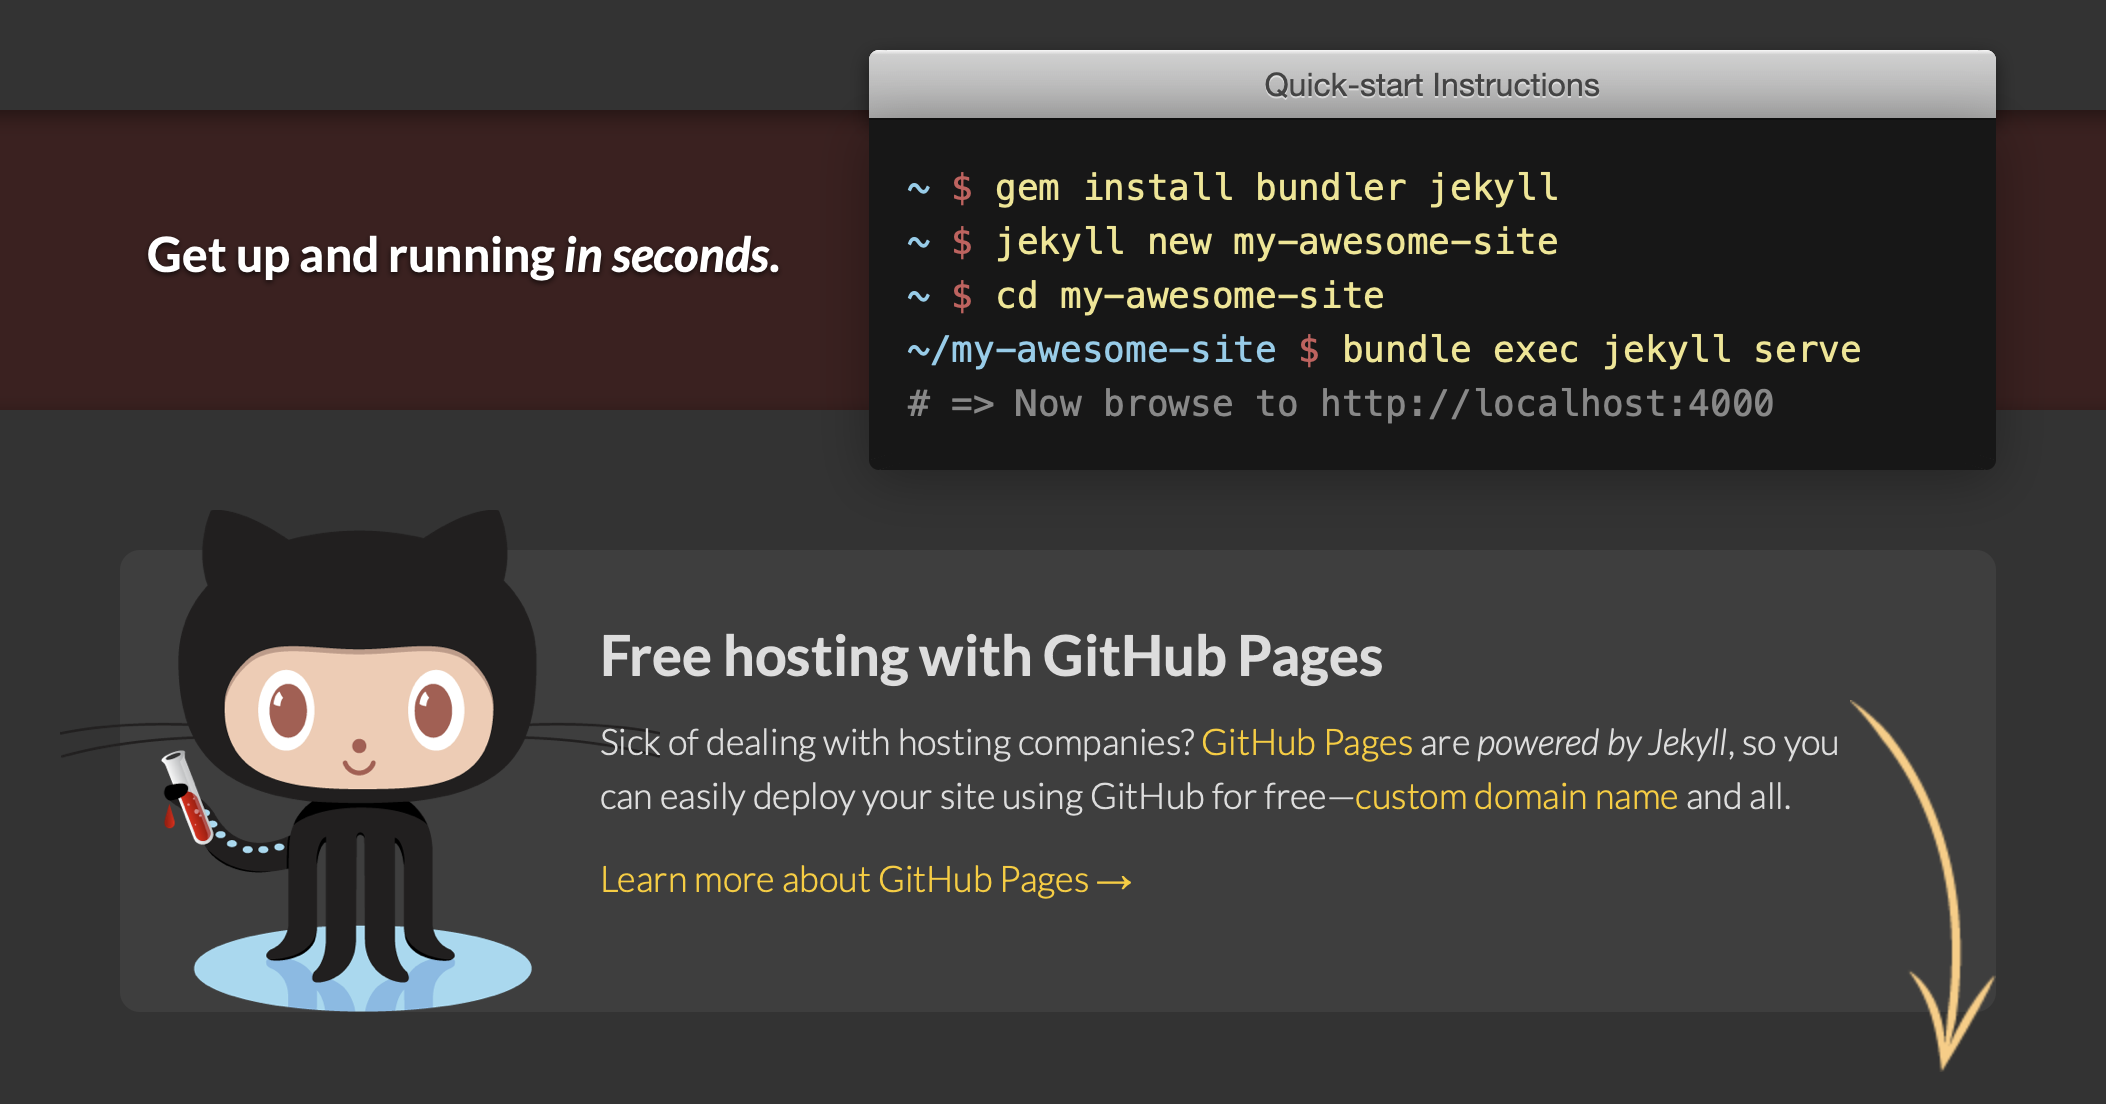 Quick-start Instructions
~ $ gem install bundler jekyll
~ $ jekyll new my-awesome-site
~ $ cd my-awesome-site
~/my-awesome-site $ bundle exec jekyll serve
# => Now browse to http://localhost:4000
Get up and running in seconds.
Free hosting with GitHub Pages
Sick of dealing with hosting companies? GitHub Pages are powered by Jekyll, so you
can easily deploy your site using GitHub for free—custom domain name and all.
Learn more about GitHub Pages →